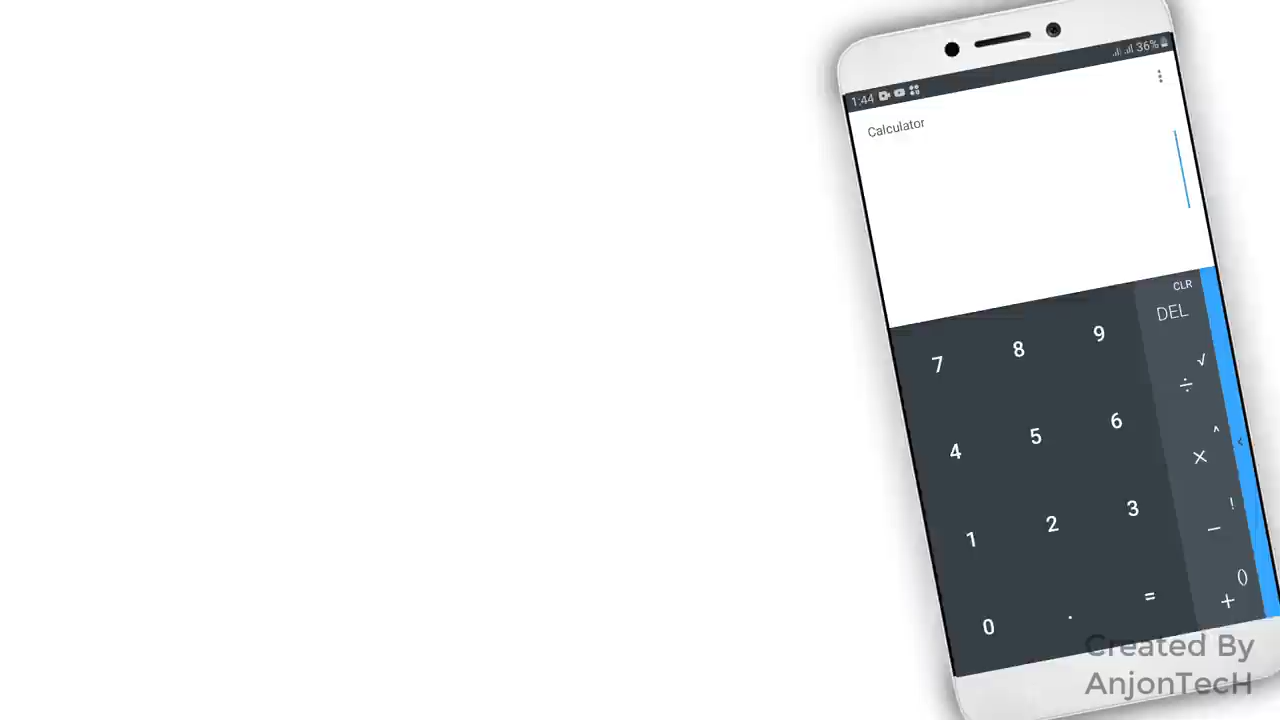 1:44 36%
Calculator
CLR
DEL
7 8 9 √
÷
4 5 6 ^
×
1 2 3 !
−
0 . = ()
+
<
Created By
AnjonTecH